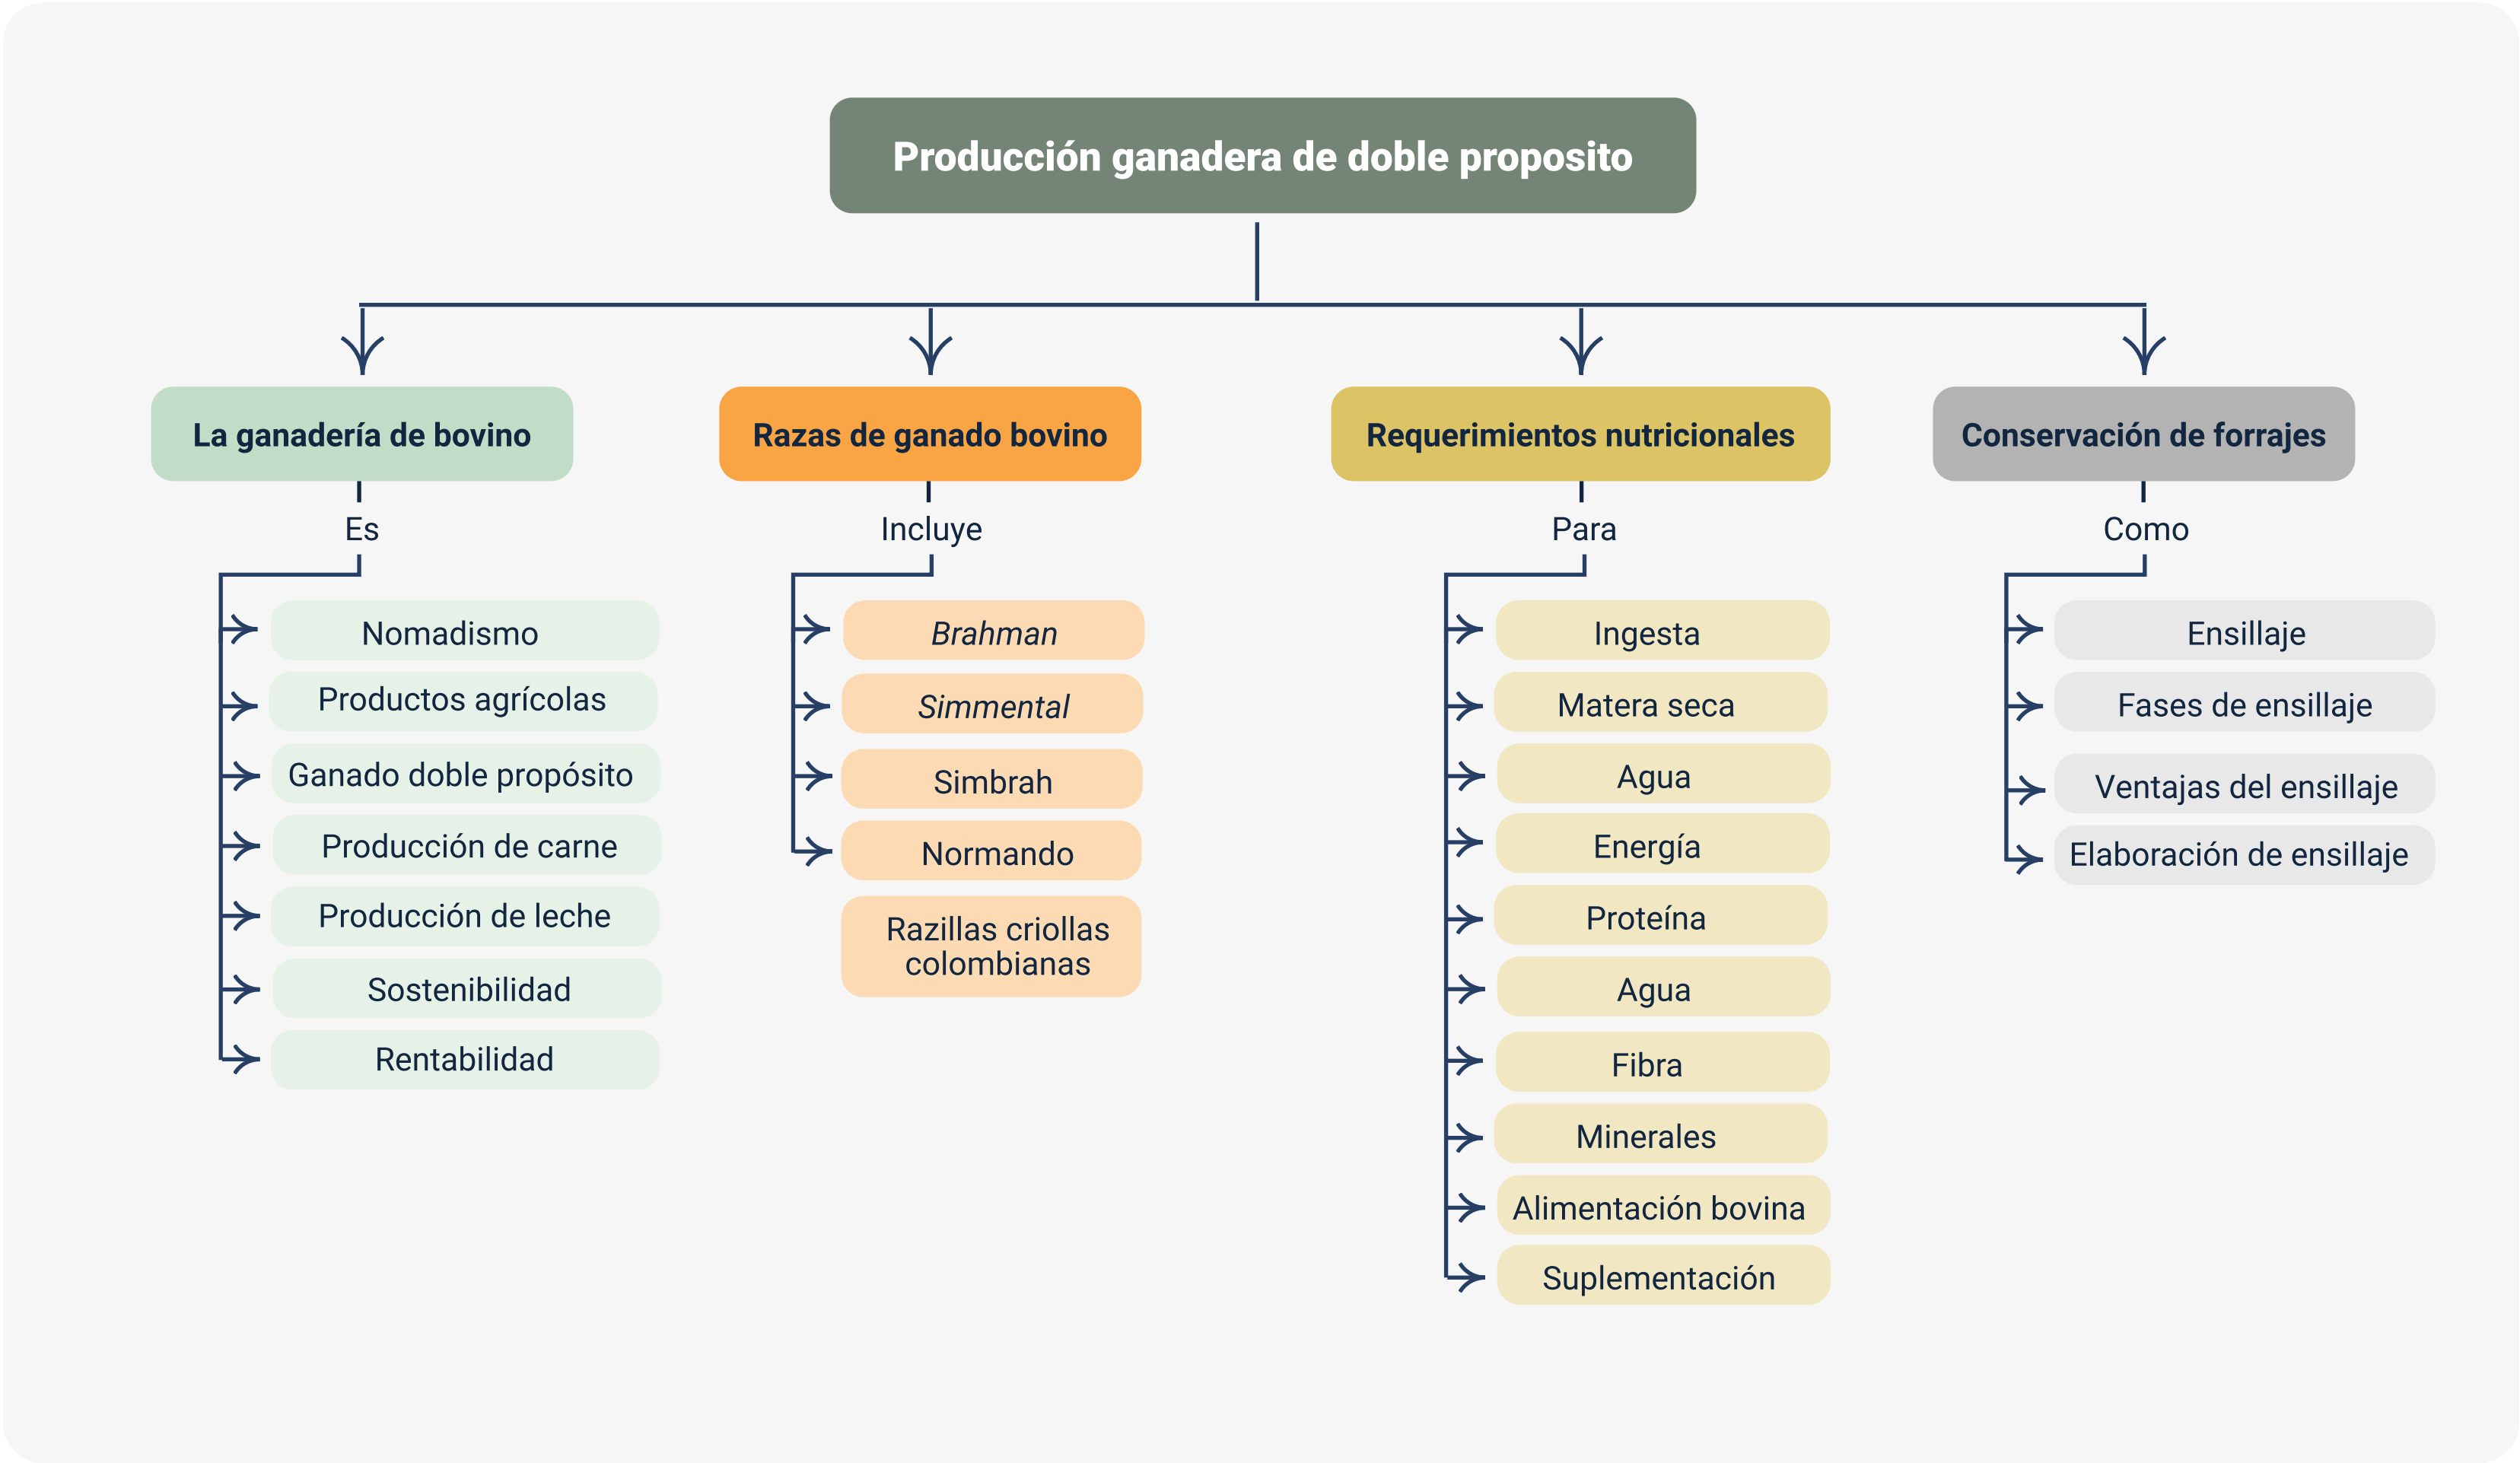 Producción ganadera de doble proposito
La ganadería de bovino
Es
Nomadismo
Productos agrícolas
Ganado doble propósito
Producción de carne
Producción de leche
Sostenibilidad
Rentabilidad
Razas de ganado bovino
Incluye
Brahman
Simmental
Simbrah
Normando
Razillas criollas
colombianas
Requerimientos nutricionales
Para
Ingesta
Matera seca
Agua
Energía
Proteína
Agua
Fibra
Minerales
Alimentación bovina
Suplementación
Conservación de forrajes
Como
Ensillaje
Fases de ensillaje
Ventajas del ensillaje
Elaboración de ensillaje